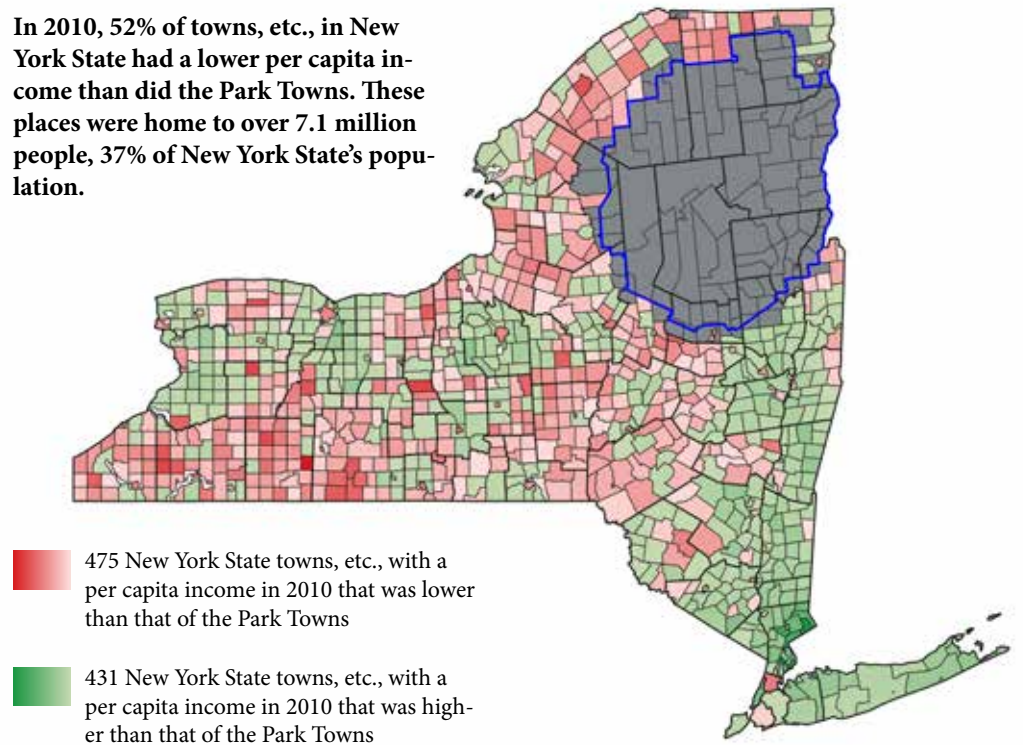 In 2010, 52% of towns, etc., in New
York State had a lower per capita in-
come than did the Park Towns. These
places were home to over 7.1 million
people, 37% of New York State's popu-
lation.
475 New York State towns, etc., with a
per capita income in 2010 that was lower
than that of the Park Towns
431 New York State towns, etc., with a
per capita income in 2010 that was high-
er than that of the Park Towns